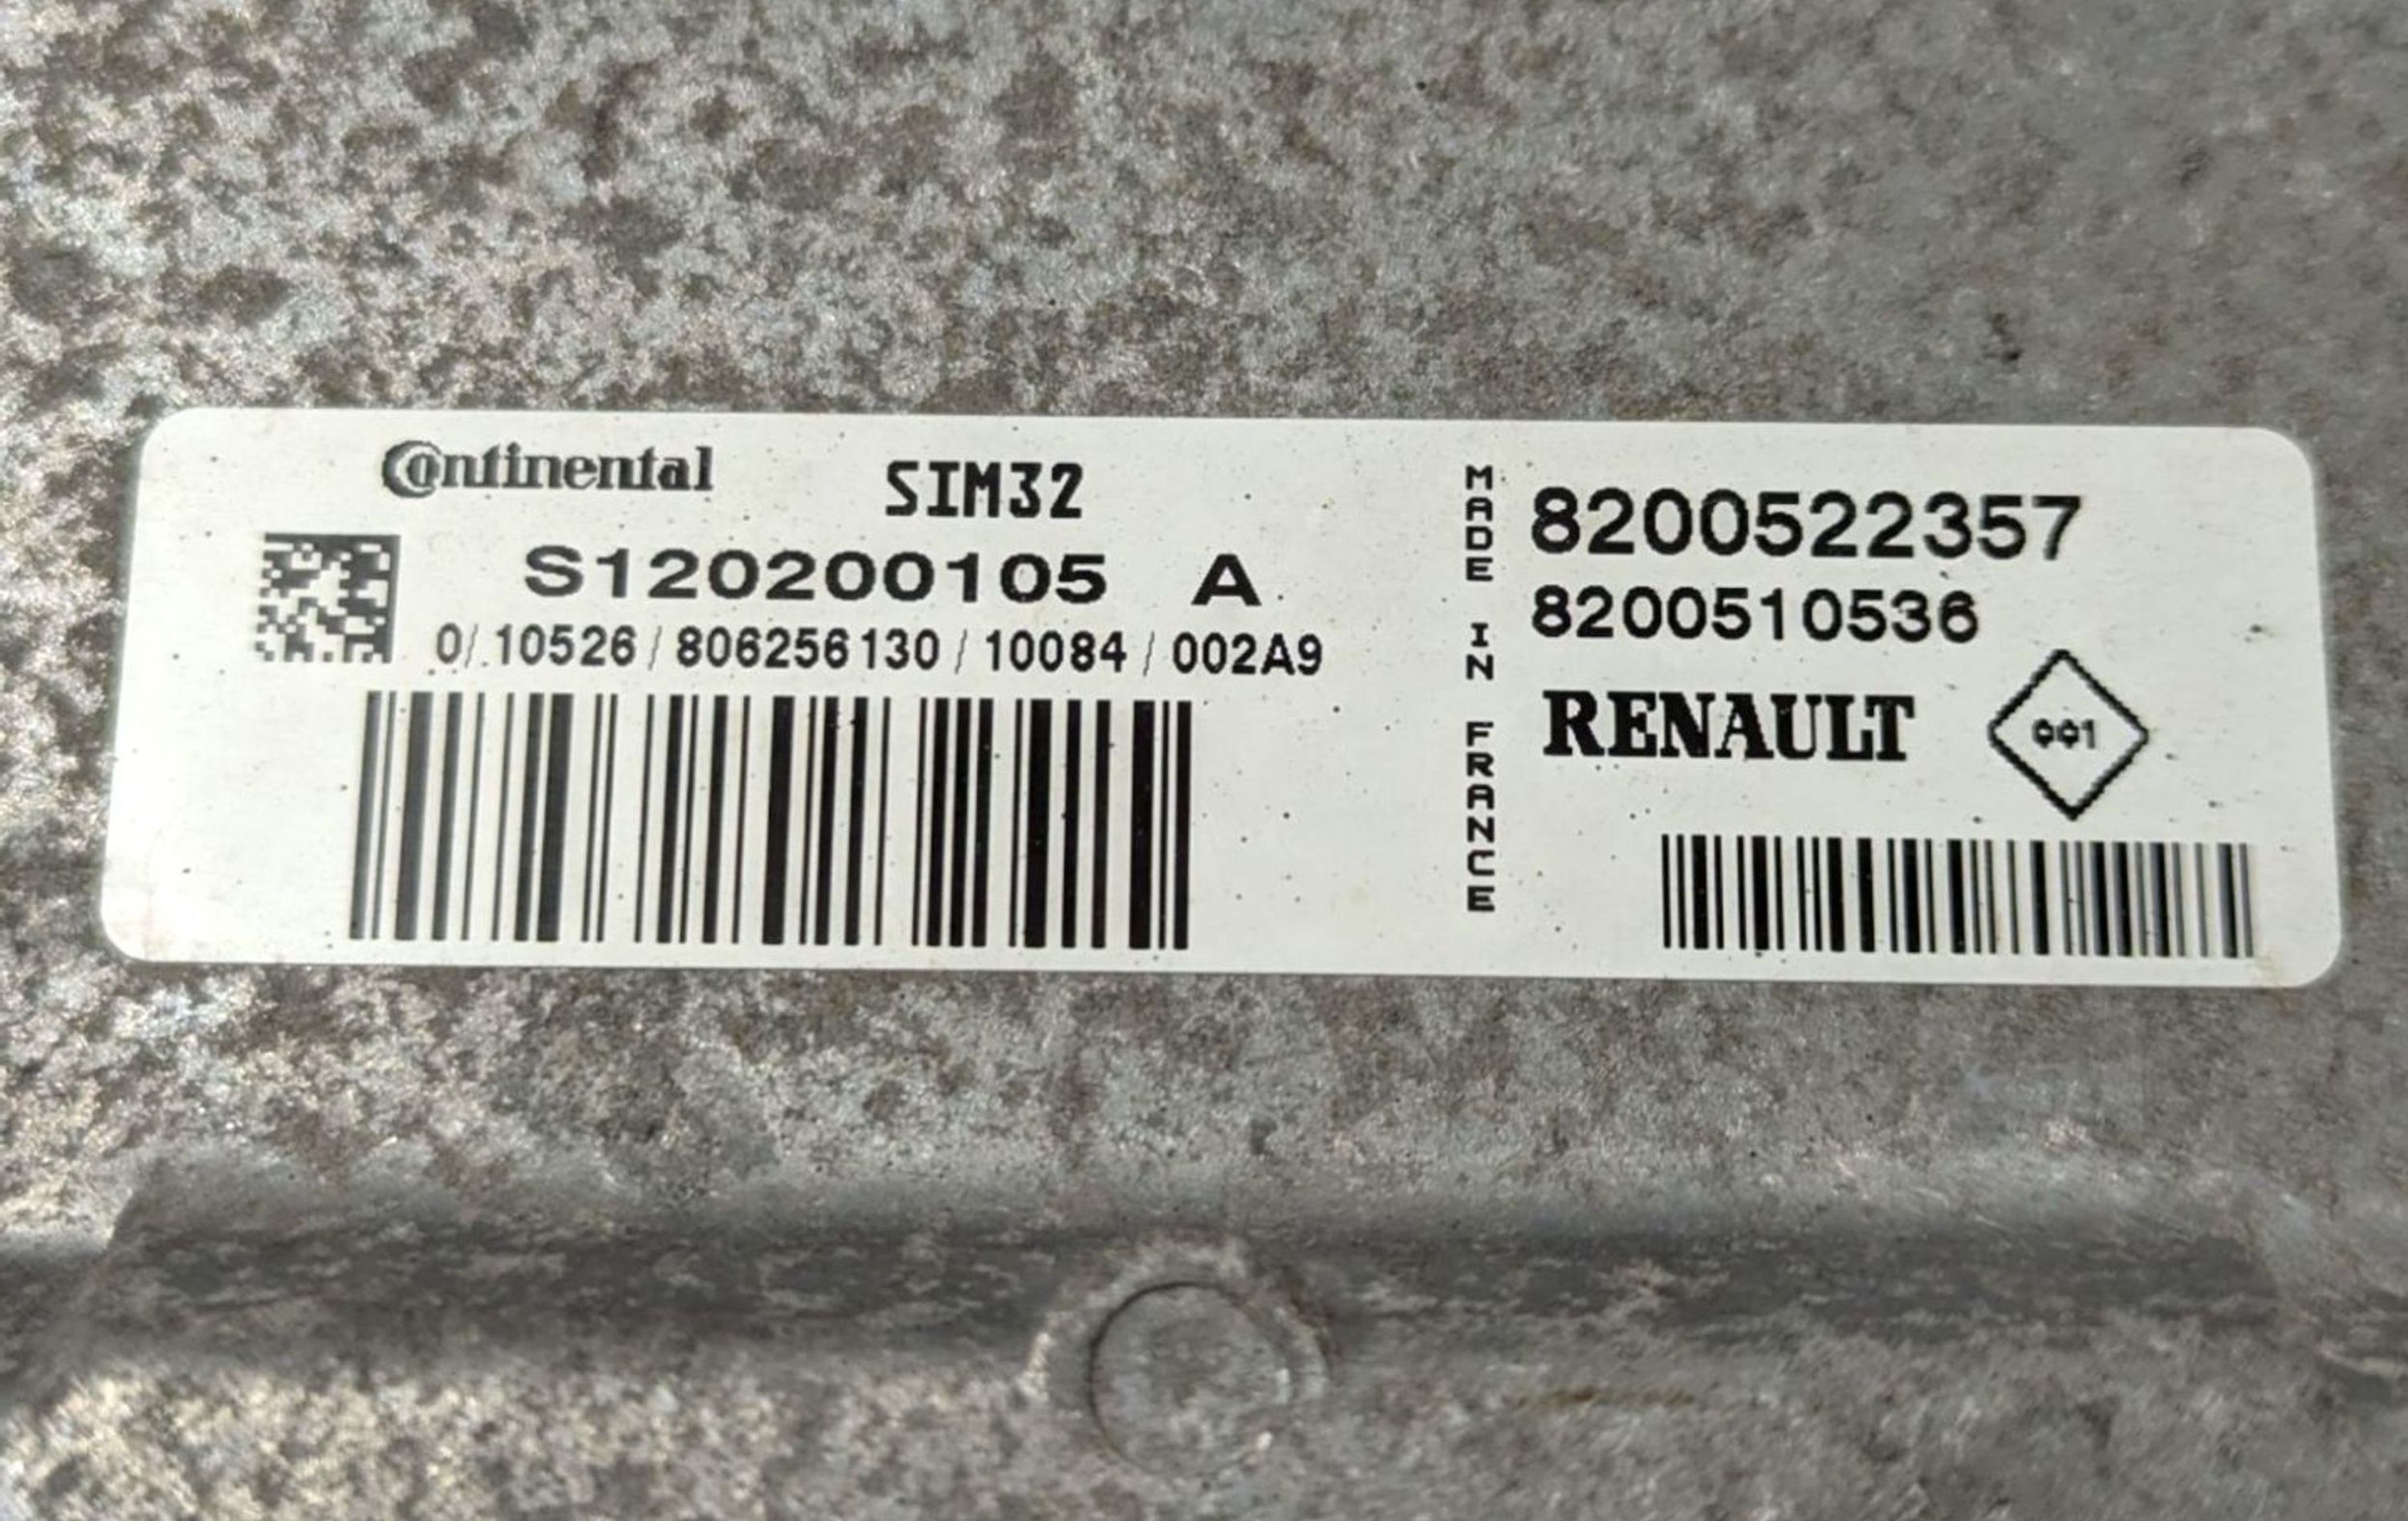 Continental SIM32
S120200105 A
0/10526/806256130/10084/002A9
MADE IN FRANCE
8200522357
8200510536
RENAULT
001